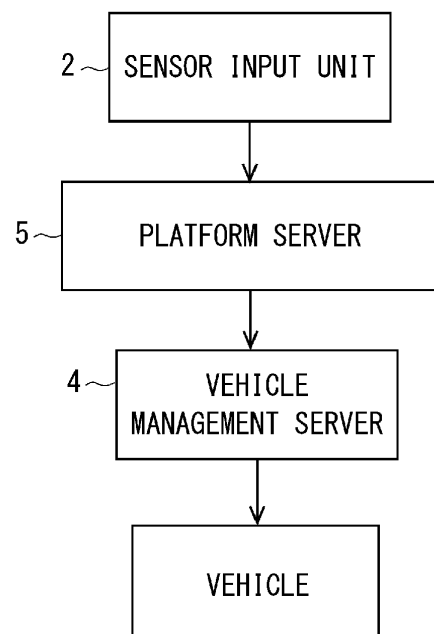 2
SENSOR INPUT UNIT
5
PLATFORM SERVER
4
VEHICLE
MANAGEMENT SERVER
VEHICLE